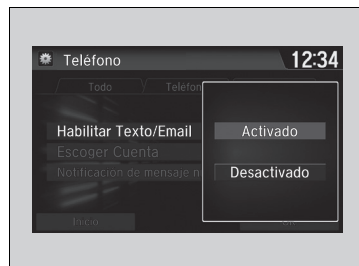 Teléfono
12:34
Todo
Teléfon
Habilitar Texto/Email
Activado
Escoger Cuenta
Notificación de mensaje n
Desactivado
Inicio